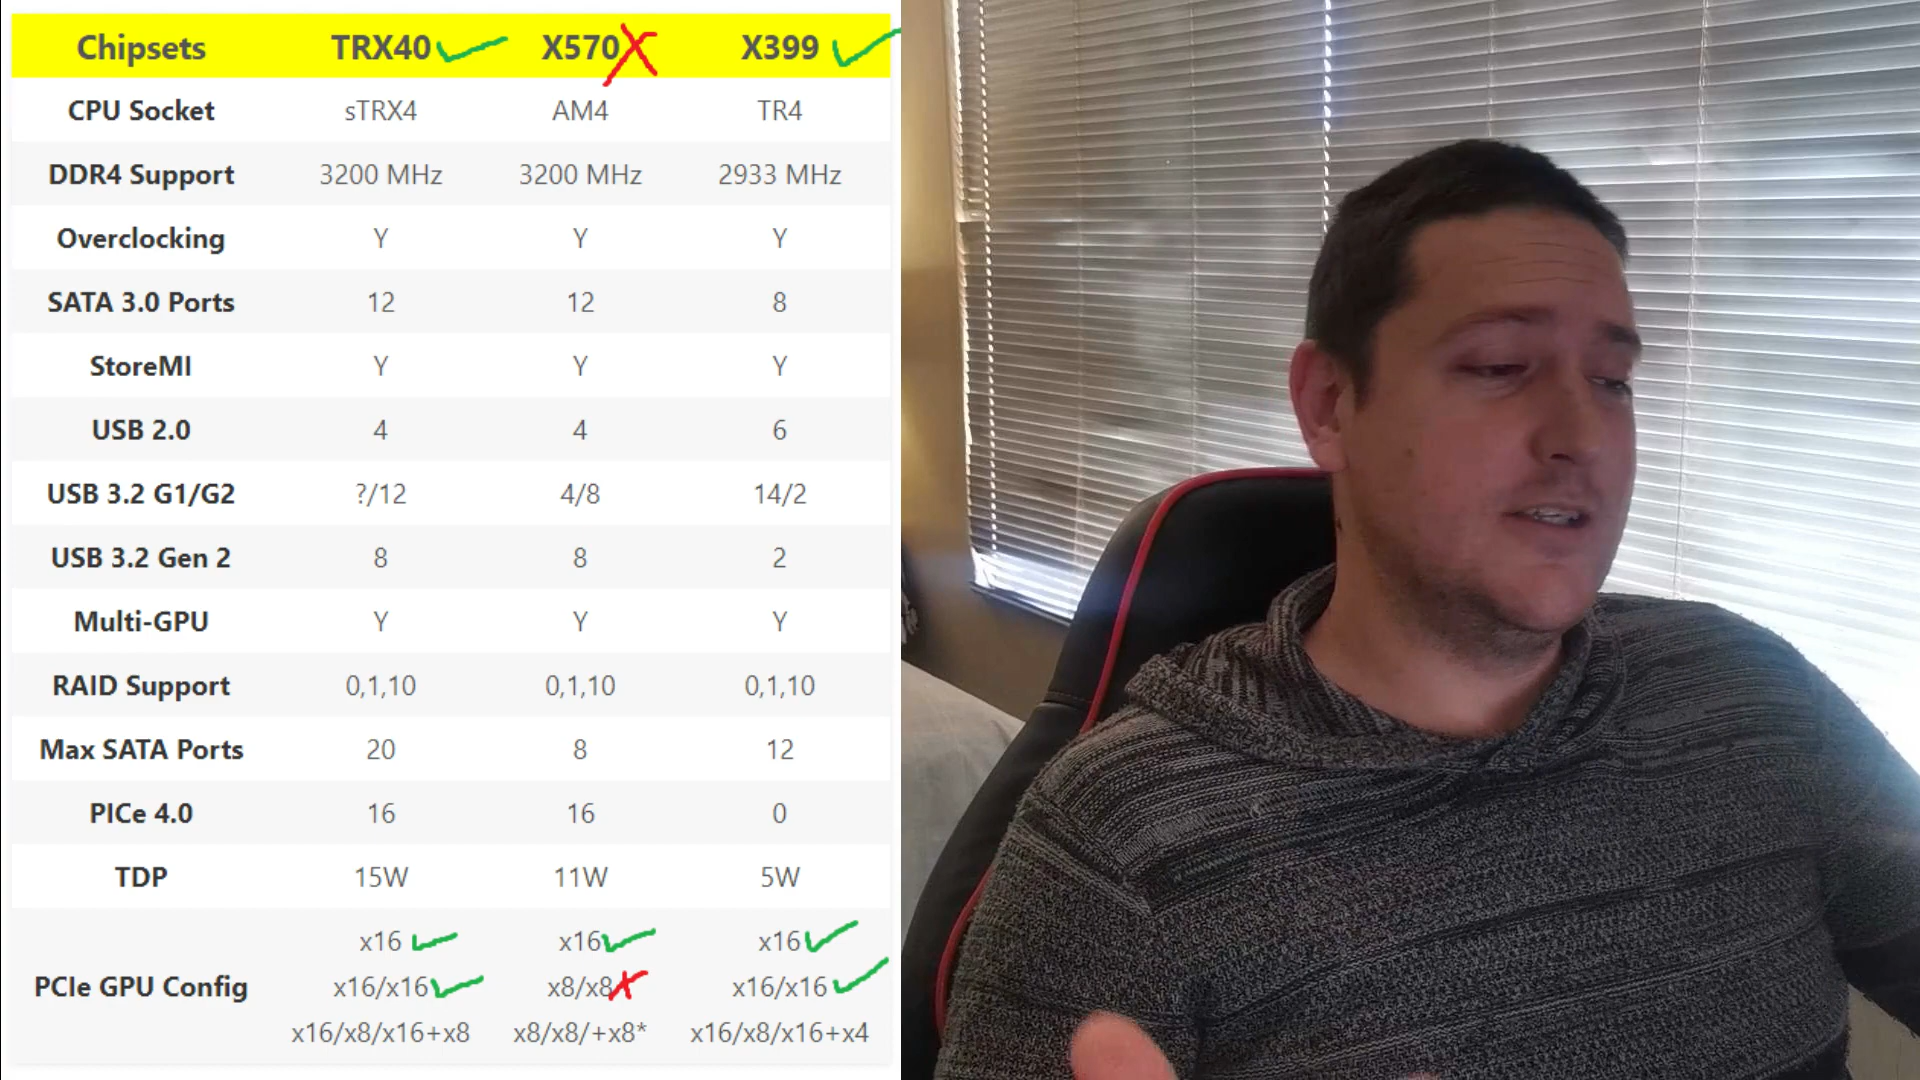 Chipsets TRX40 X570 X399
CPU Socket sTRX4 AM4 TR4
DDR4 Support 3200 MHz 3200 MHz 2933 MHz
Overclocking Y Y Y
SATA 3.0 Ports 12 12 8
StoreMI Y Y Y
USB 2.0 4 4 6
USB 3.2 G1/G2 ?/12 4/8 14/2
USB 3.2 Gen 2 8 8 2
Multi-GPU Y Y Y
RAID Support 0,1,10 0,1,10 0,1,10
Max SATA Ports 20 8 12
PICe 4.0 16 16 0
TDP 15W 11W 5W
x16 x16 x16
PCIe GPU Config x16/x16 x8/x8 x16/x16
x16/x8/x16+x8 x8/x8/+x8* x16/x8/x16+x4